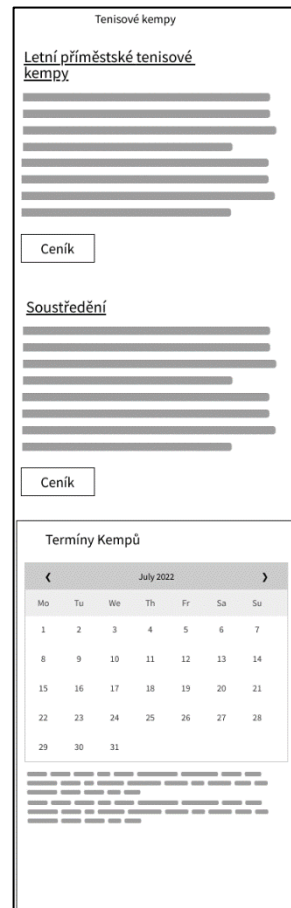 Tenisové kempy
Letní příměstské tenisové
kempy
Ceník
Soustředění
Ceník
Termíny Kempů
❮ July 2022 ❯
Mo Tu We Th Fr Sa Su
1 2 3 4 5 6 7
8 9 10 11 12 13 14
15 16 17 18 19 20 21
22 23 24 25 26 27 28
29 30 31